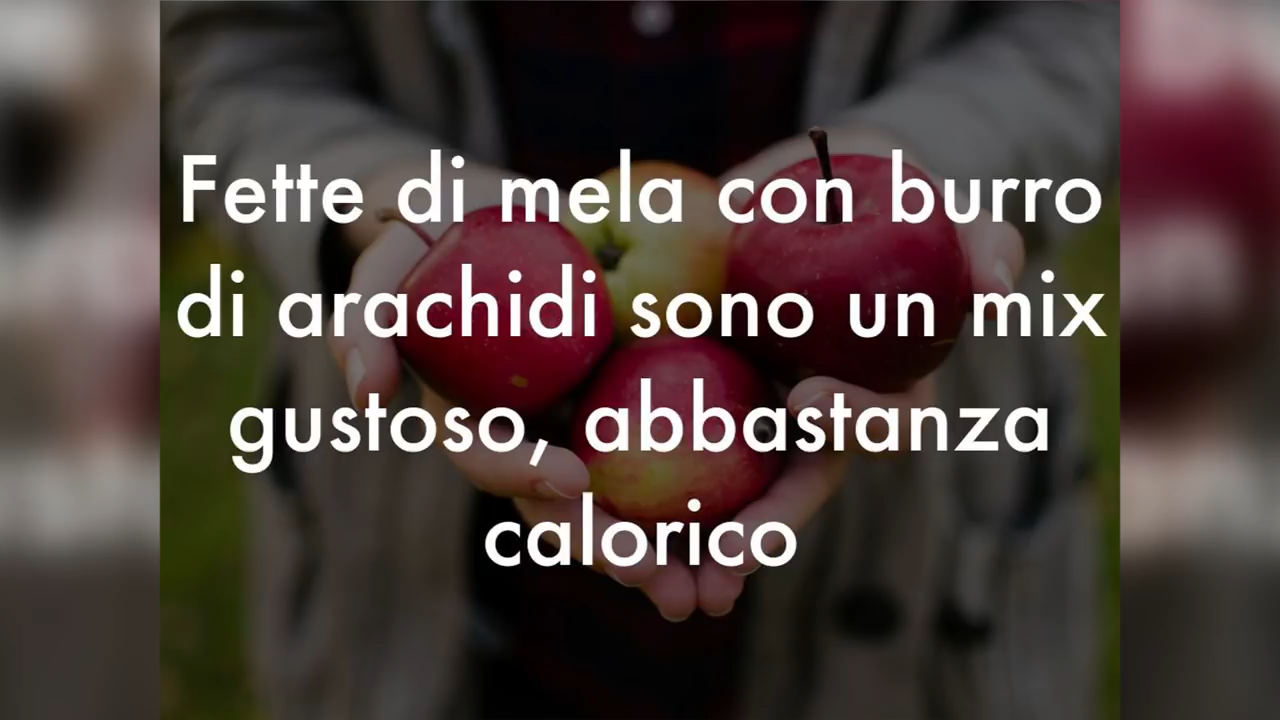 Fette di mela con burro
di arachidi sono un mix
gustoso, abbastanza
calorico